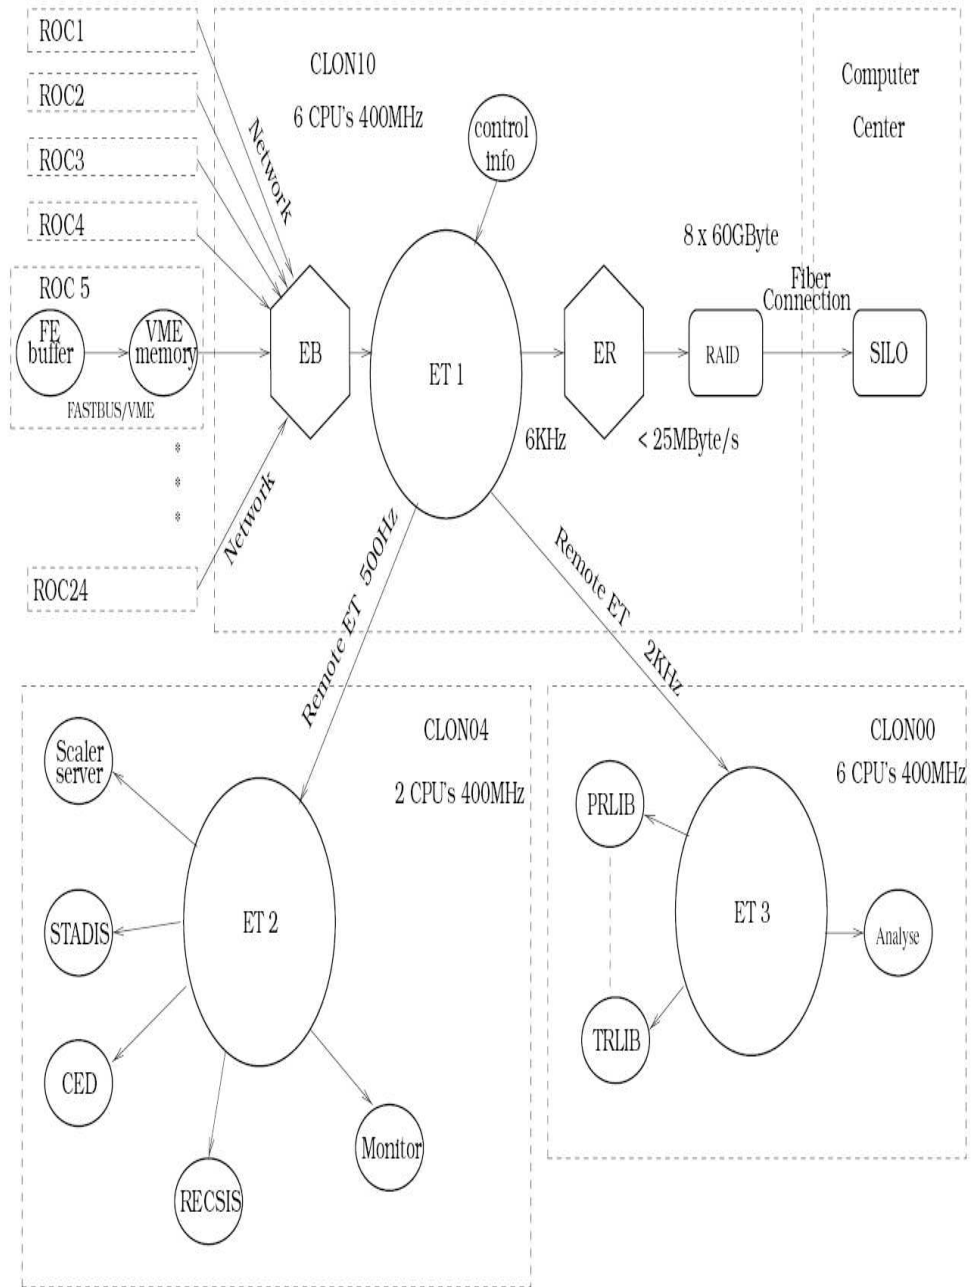 ROC1
ROC2
ROC3
ROC4
ROC 5
FE
buffer
VME
memory
FASTBUS/VME
*
*
*
ROC24
Network
Network
CLON10
6 CPU's 400MHz
control
info
EB
ET 1
ER
6KHz
< 25MByte/s
8 x 60GByte
RAID
Fiber
Connection
Computer
Center
SILO
Remote ET 500Hz
Remote ET 2KHz
CLON04
2 CPU's 400MHz
Scaler
server
STADIS
CED
RECSIS
Monitor
ET 2
CLON00
6 CPU's 400MHz
PRLIB
TRLIB
ET 3
Analyse